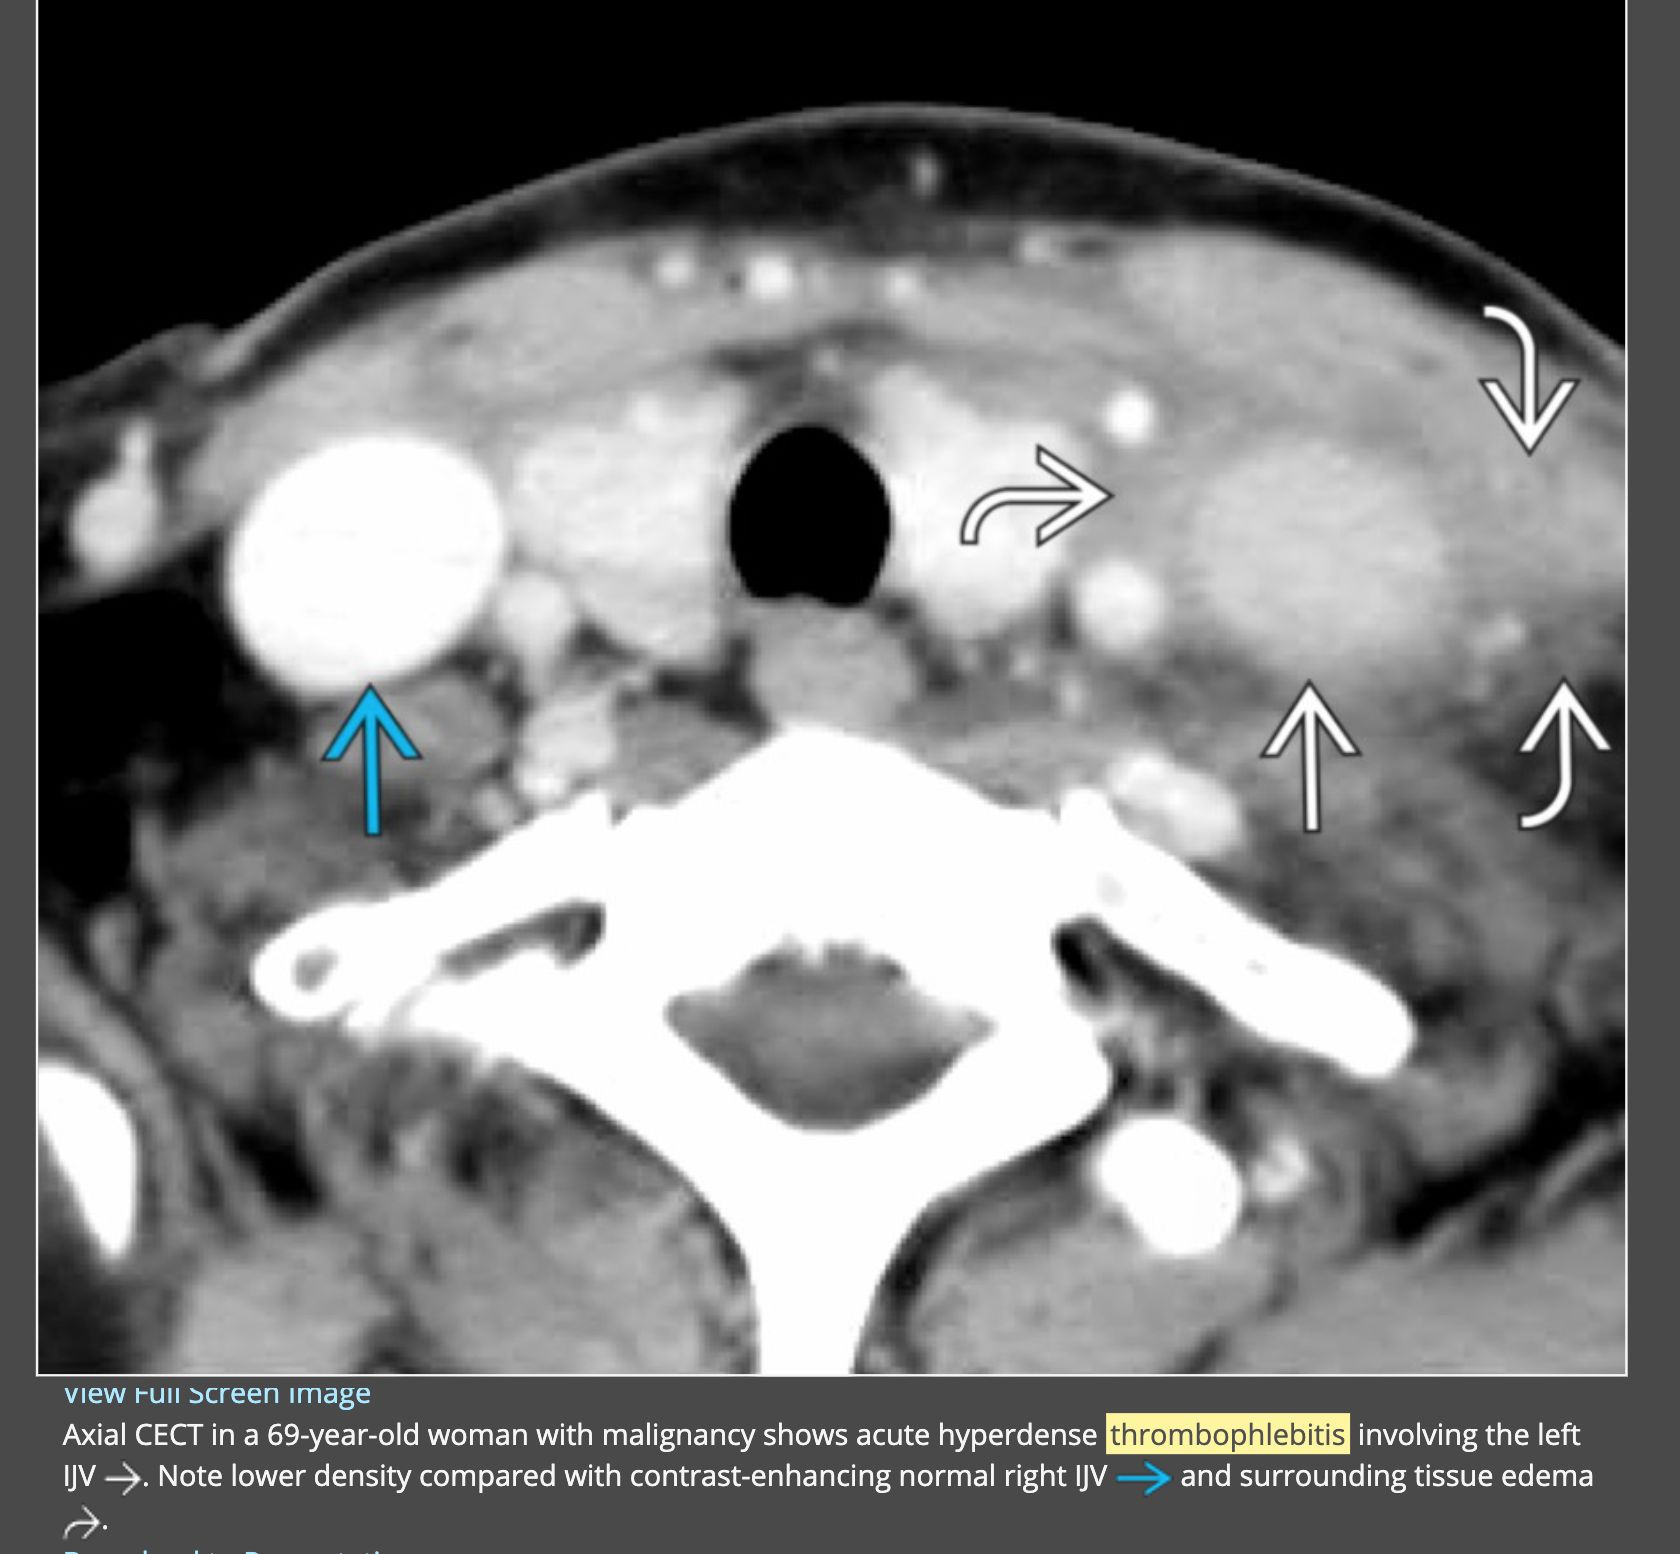 View Full Screen Image
Axial CECT in a 69-year-old woman with malignancy shows acute hyperdense thrombophlebitis involving the left
IJV →. Note lower density compared with contrast-enhancing normal right IJV → and surrounding tissue edema
↷.